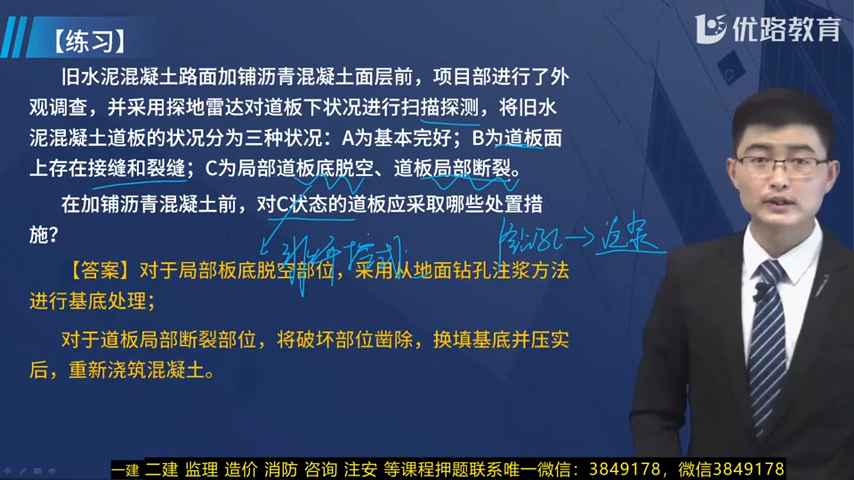 【练习】
优路教育
旧水泥混凝土路面加铺沥青混凝土面层前，项目部进行了外
观调查，并采用探地雷达对道板下状况进行扫描探测，将旧水
泥混凝土道板的状况分为三种状况：A为基本完好；B为道板面
上存在接缝和裂缝；C为局部道板底脱空、道板局部断裂。
在加铺沥青混凝土前，对C状态的道板应采取哪些处置措
施？
钻孔→注浆
【答案】对于局部板底脱空部位，采用从地面钻孔注浆方法
进行基底处理；
对于道板局部断裂部位，将破坏部位凿除，换填基底并压实
后，重新浇筑混凝土。
一建 二建 监理 造价 消防 咨询 注安 等课程押题联系唯一微信：3849178，微信3849178